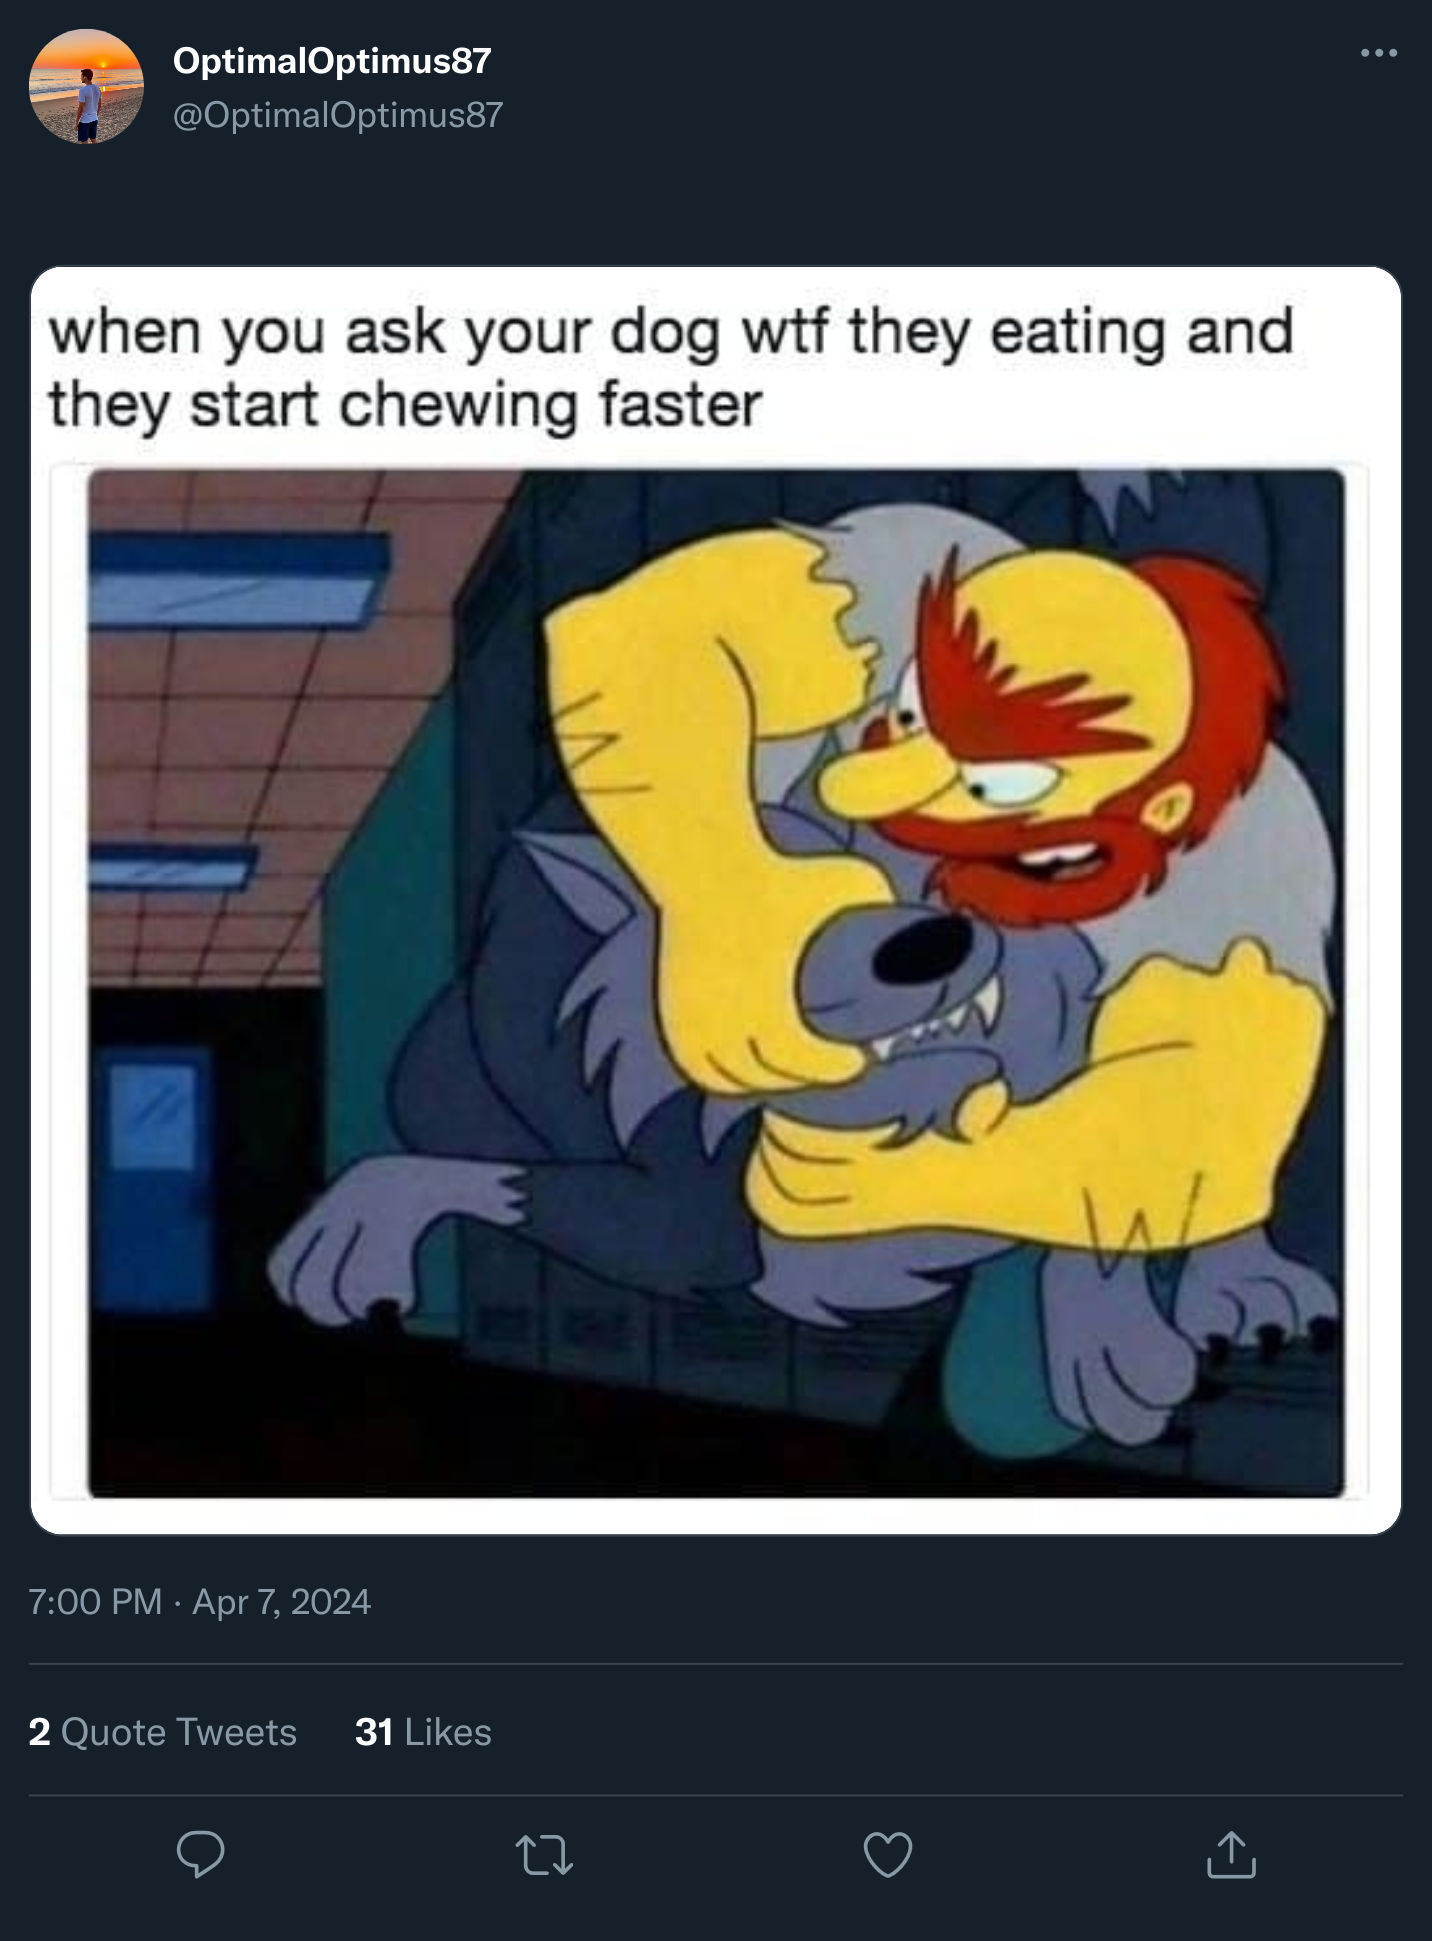 OptimalOptimus87
@OptimalOptimus87
when you ask your dog wtf they eating and
they start chewing faster
7:00 PM · Apr 7, 2024
2 Quote Tweets 31 Likes